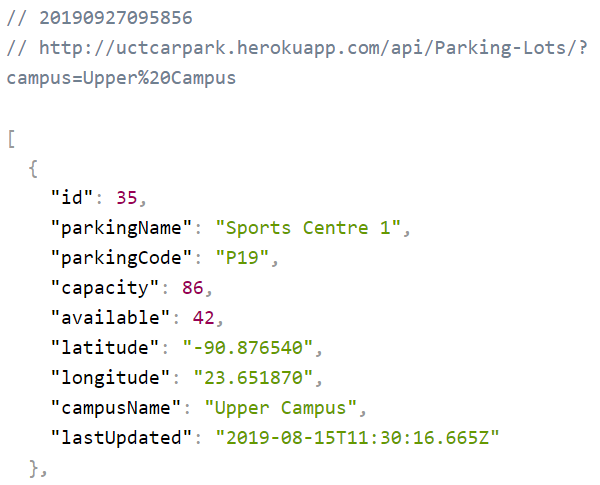 // 20190927095856
// http://uctcarpark.herokuapp.com/api/Parking-Lots/?
campus=Upper%20Campus
[
{
"id": 35,
"parkingName": "Sports Centre 1",
"parkingCode": "P19",
"capacity": 86,
"available": 42,
"latitude": "-90.876540",
"longitude": "23.651870",
"campusName": "Upper Campus",
"lastUpdated": "2019-08-15T11:30:16.665Z"
},